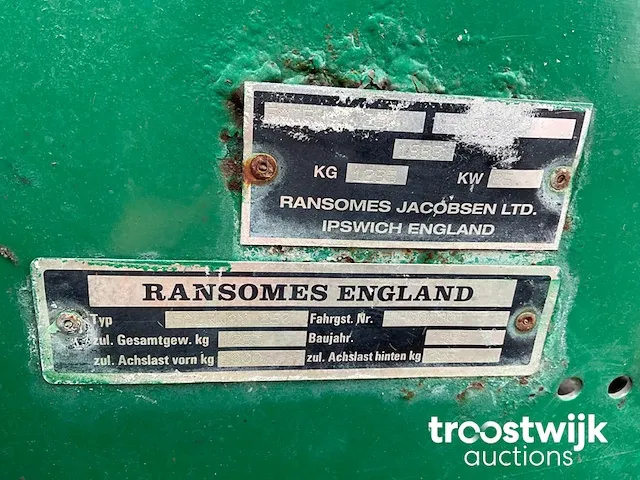 KG KW
RANSOMES JACOBSEN LTD.
IPSWICH ENGLAND
RANSOMES ENGLAND
Typ Fahrgst. Nr.
zul. Gesamtgew. kg Baujahr.
zul. Achslast vorn kg zul. Achslast hinten kg
troostwijk
auctions